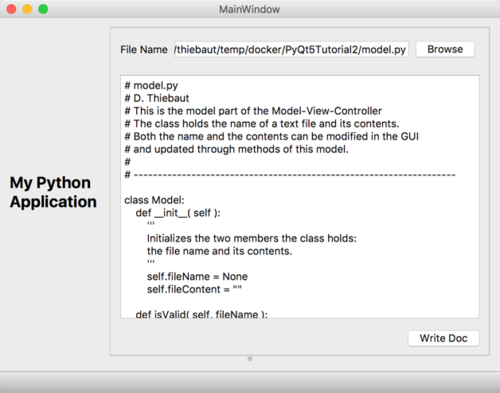 MainWindow
File Name /thiebaut/temp/docker/PyQt5Tutorial2/model.py Browse
# model.py
# D. Thiebaut
# This is the model part of the Model-View-Controller
# The class holds the name of a text file and its contents.
# Both the name and the contents can be modified in the GUI
# and updated through methods of this model.
#
# ------------------------------------------------------------------
My Python
Application
class Model:
    def __init__( self ):
        '''
        Initializes the two members the class holds:
        the file name and its contents.
        '''
        self.fileName = None
        self.fileContent = ""
    def isValid( self, fileName ):
Write Doc